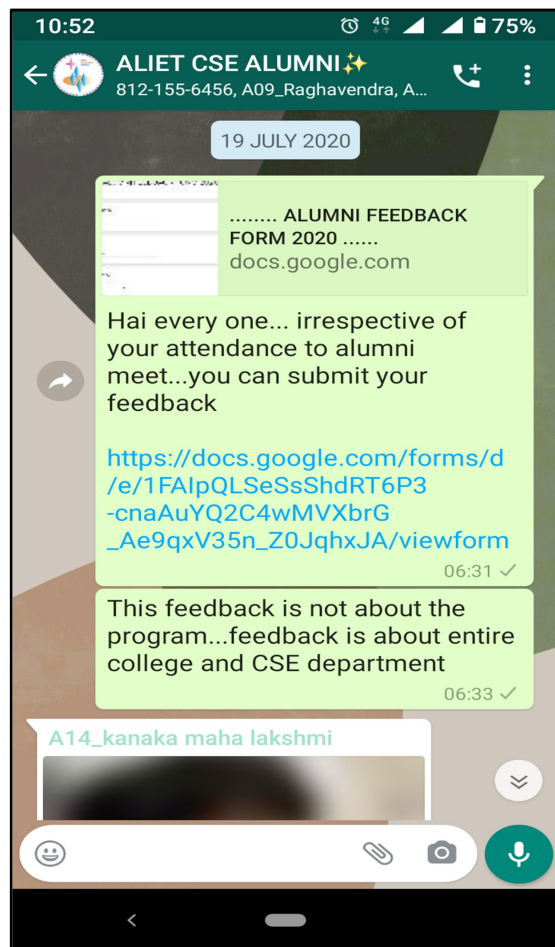 10:52
4G
75%
ALIET CSE ALUMNI✨
812-155-6456, A09_Raghavendra, A...
19 JULY 2020
........ ALUMNI FEEDBACK
FORM 2020 ......
docs.google.com
Hai every one... irrespective of
your attendance to alumni
meet...you can submit your
feedback
https://docs.google.com/forms/d
/e/1FAIpQLSeSsShdRT6P3
-cnaAuYQ2C4wMVXbrG
_Ae9qxV35n_Z0JqhxJA/viewform
06:31
This feedback is not about the
program...feedback is about entire
college and CSE department
06:33
A14_kanaka maha lakshmi